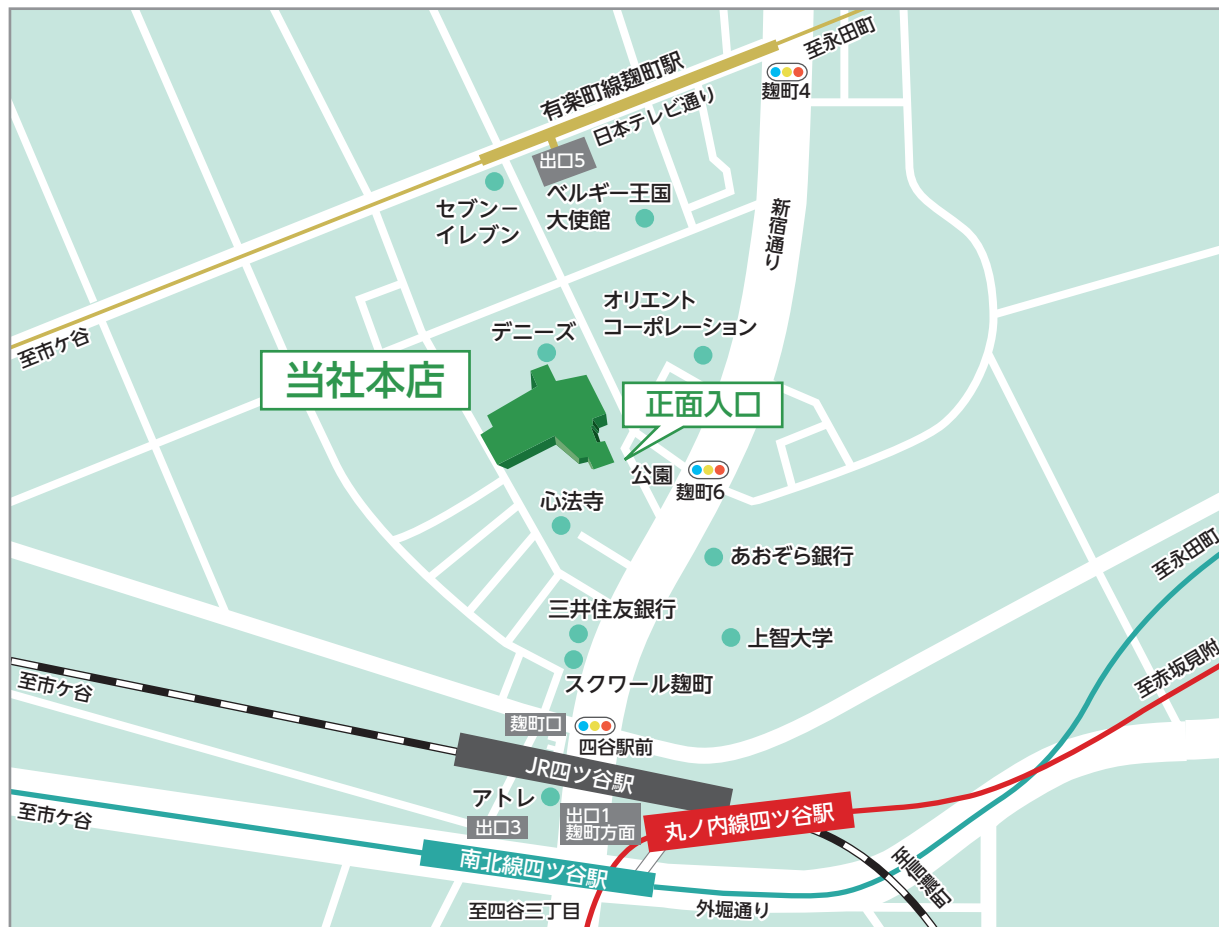 至永田町
麹町4
有楽町線麹町駅
日本テレビ通り
出口5
セブン－
イレブン
ベルギー王国
大使館
新宿通り
至市ケ谷
オリエント
コーポレーション
デニーズ
当社本店
正面入口
公園
麹町6
心法寺
あおぞら銀行
至永田町
三井住友銀行
上智大学
スクワール麹町
至赤坂見附
至市ケ谷
麹町口
四谷駅前
JR四ツ谷駅
アトレ
出口1
麹町方面
出口3
丸ノ内線四ツ谷駅
至市ケ谷
南北線四ツ谷駅
至信濃町
至四谷三丁目
外堀通り